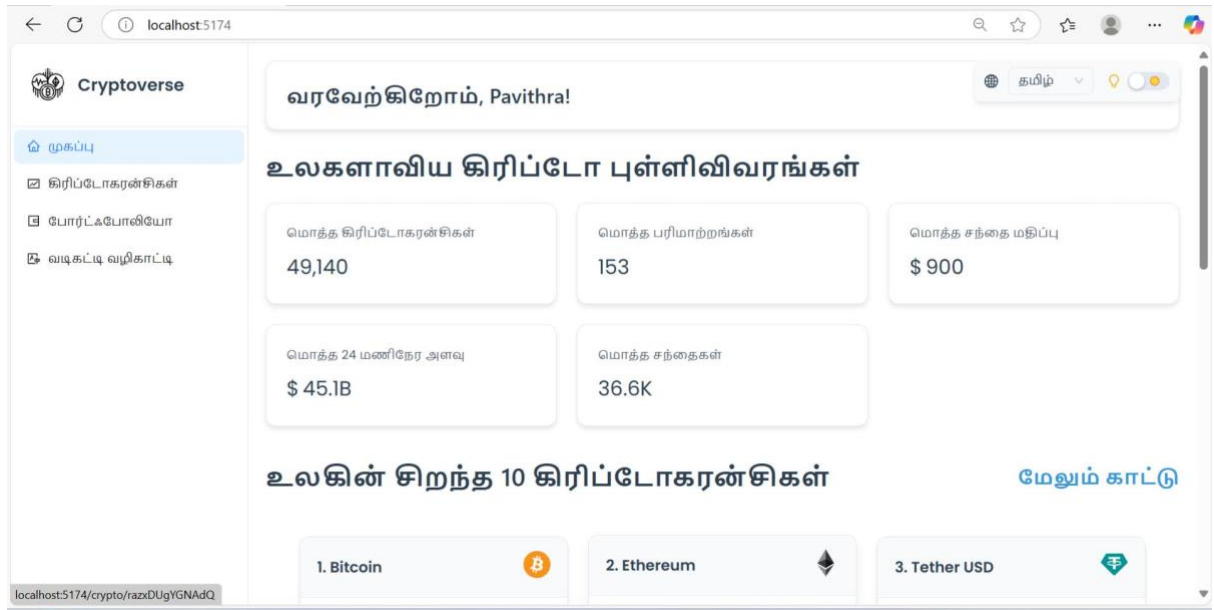 localhost:5174
Cryptoverse
முகப்பு
கிரிப்டோகரன்சிகள்
போர்ட்ஃபோலியோ
வடிகட்டி வழிகாட்டி
வரவேற்கிறோம், Pavithra!
தமிழ்
உலகளாவிய கிரிப்டோ புள்ளிவிவரங்கள்
மொத்த கிரிப்டோகரன்சிகள்
49,140
மொத்த பரிமாற்றங்கள்
153
மொத்த சந்தை மதிப்பு
$ 900
மொத்த 24 மணிநேர அளவு
$ 45.1B
மொத்த சந்தைகள்
36.6K
உலகின் சிறந்த 10 கிரிப்டோகரன்சிகள்
மேலும் காட்டு
1. Bitcoin
2. Ethereum
3. Tether USD
localhost:5174/crypto/razxDUgYGNAdQ